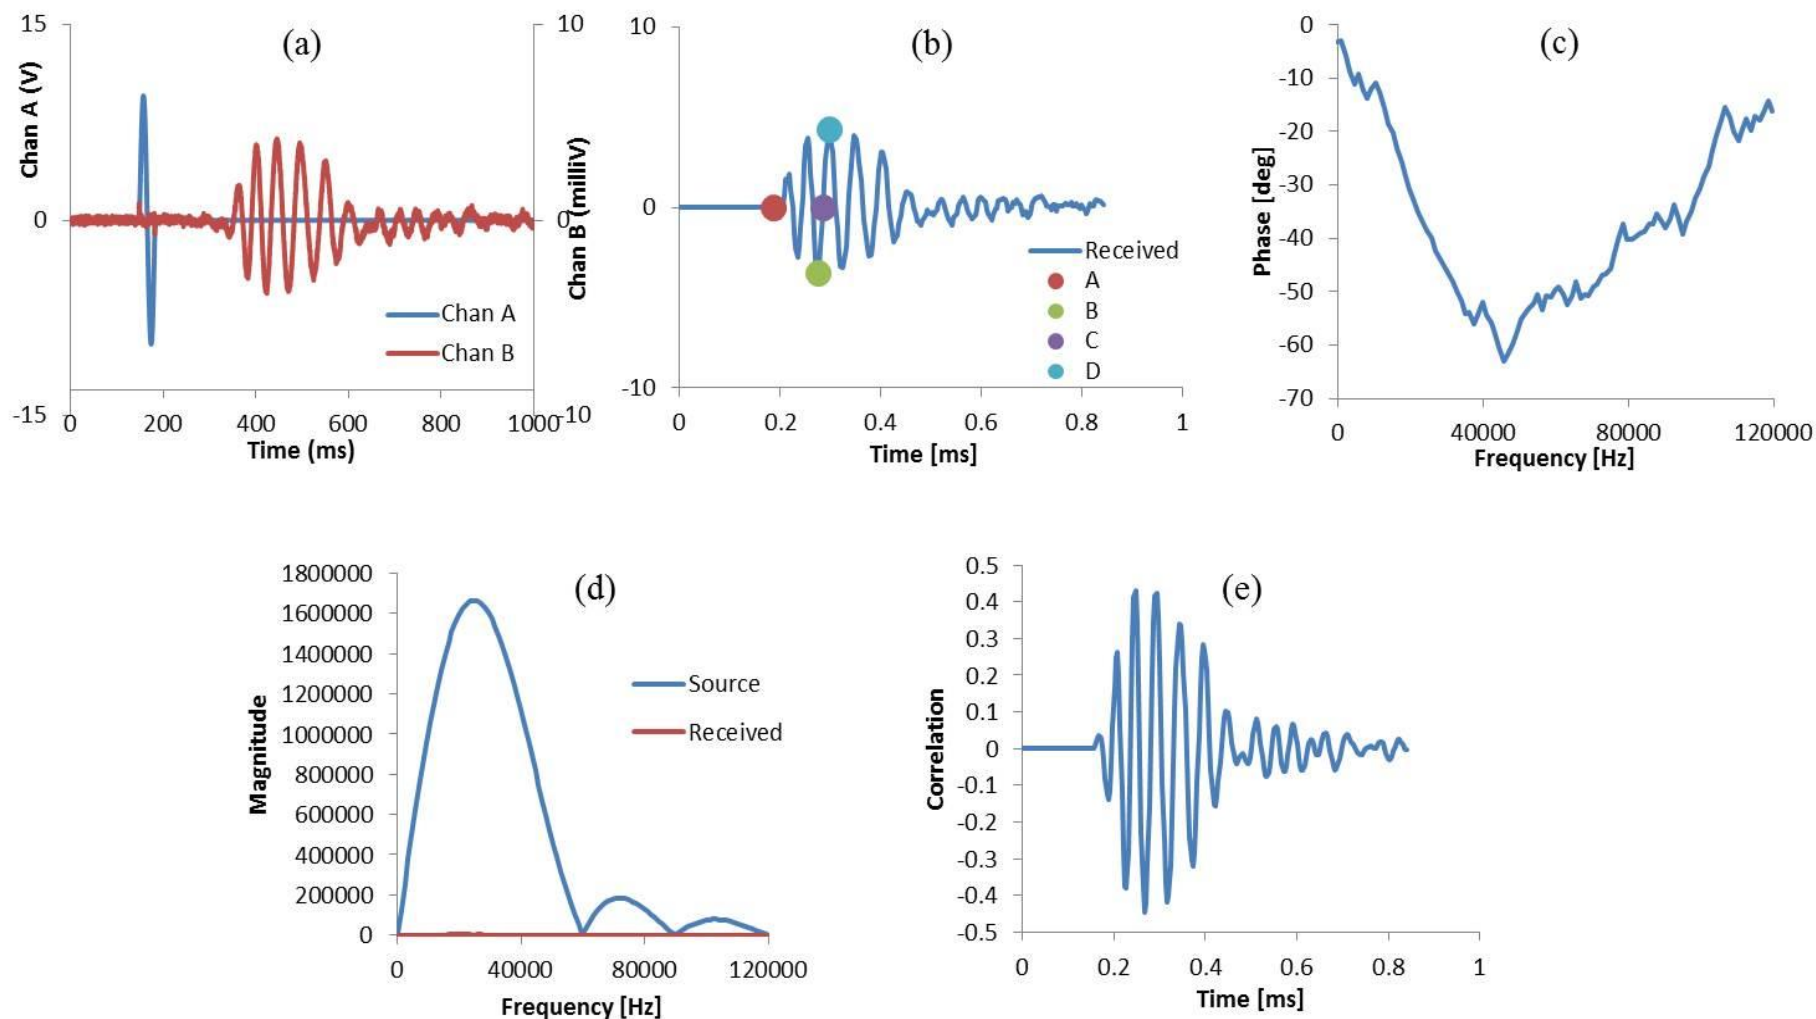 (a)
15
10
0
0
-15
-10
Chan A (V)
Chan B (milliV)
Chan A
Chan B
0 200 400 600 800 1000
Time (ms)
(b)
10
0
-10
Received
A
B
C
D
0 0.2 0.4 0.6 0.8 1
Time [ms]
(c)
0
-10
-20
-30
-40
-50
-60
-70
Phase [deg]
0 40000 80000 120000
Frequency [Hz]
(d)
1800000
1600000
1400000
1200000
1000000
800000
600000
400000
200000
0
Magnitude
Source
Received
0 40000 80000 120000
Frequency [Hz]
(e)
0.5
0.4
0.3
0.2
0.1
0
-0.1
-0.2
-0.3
-0.4
-0.5
Correlation
0 0.2 0.4 0.6 0.8 1
Time [ms]